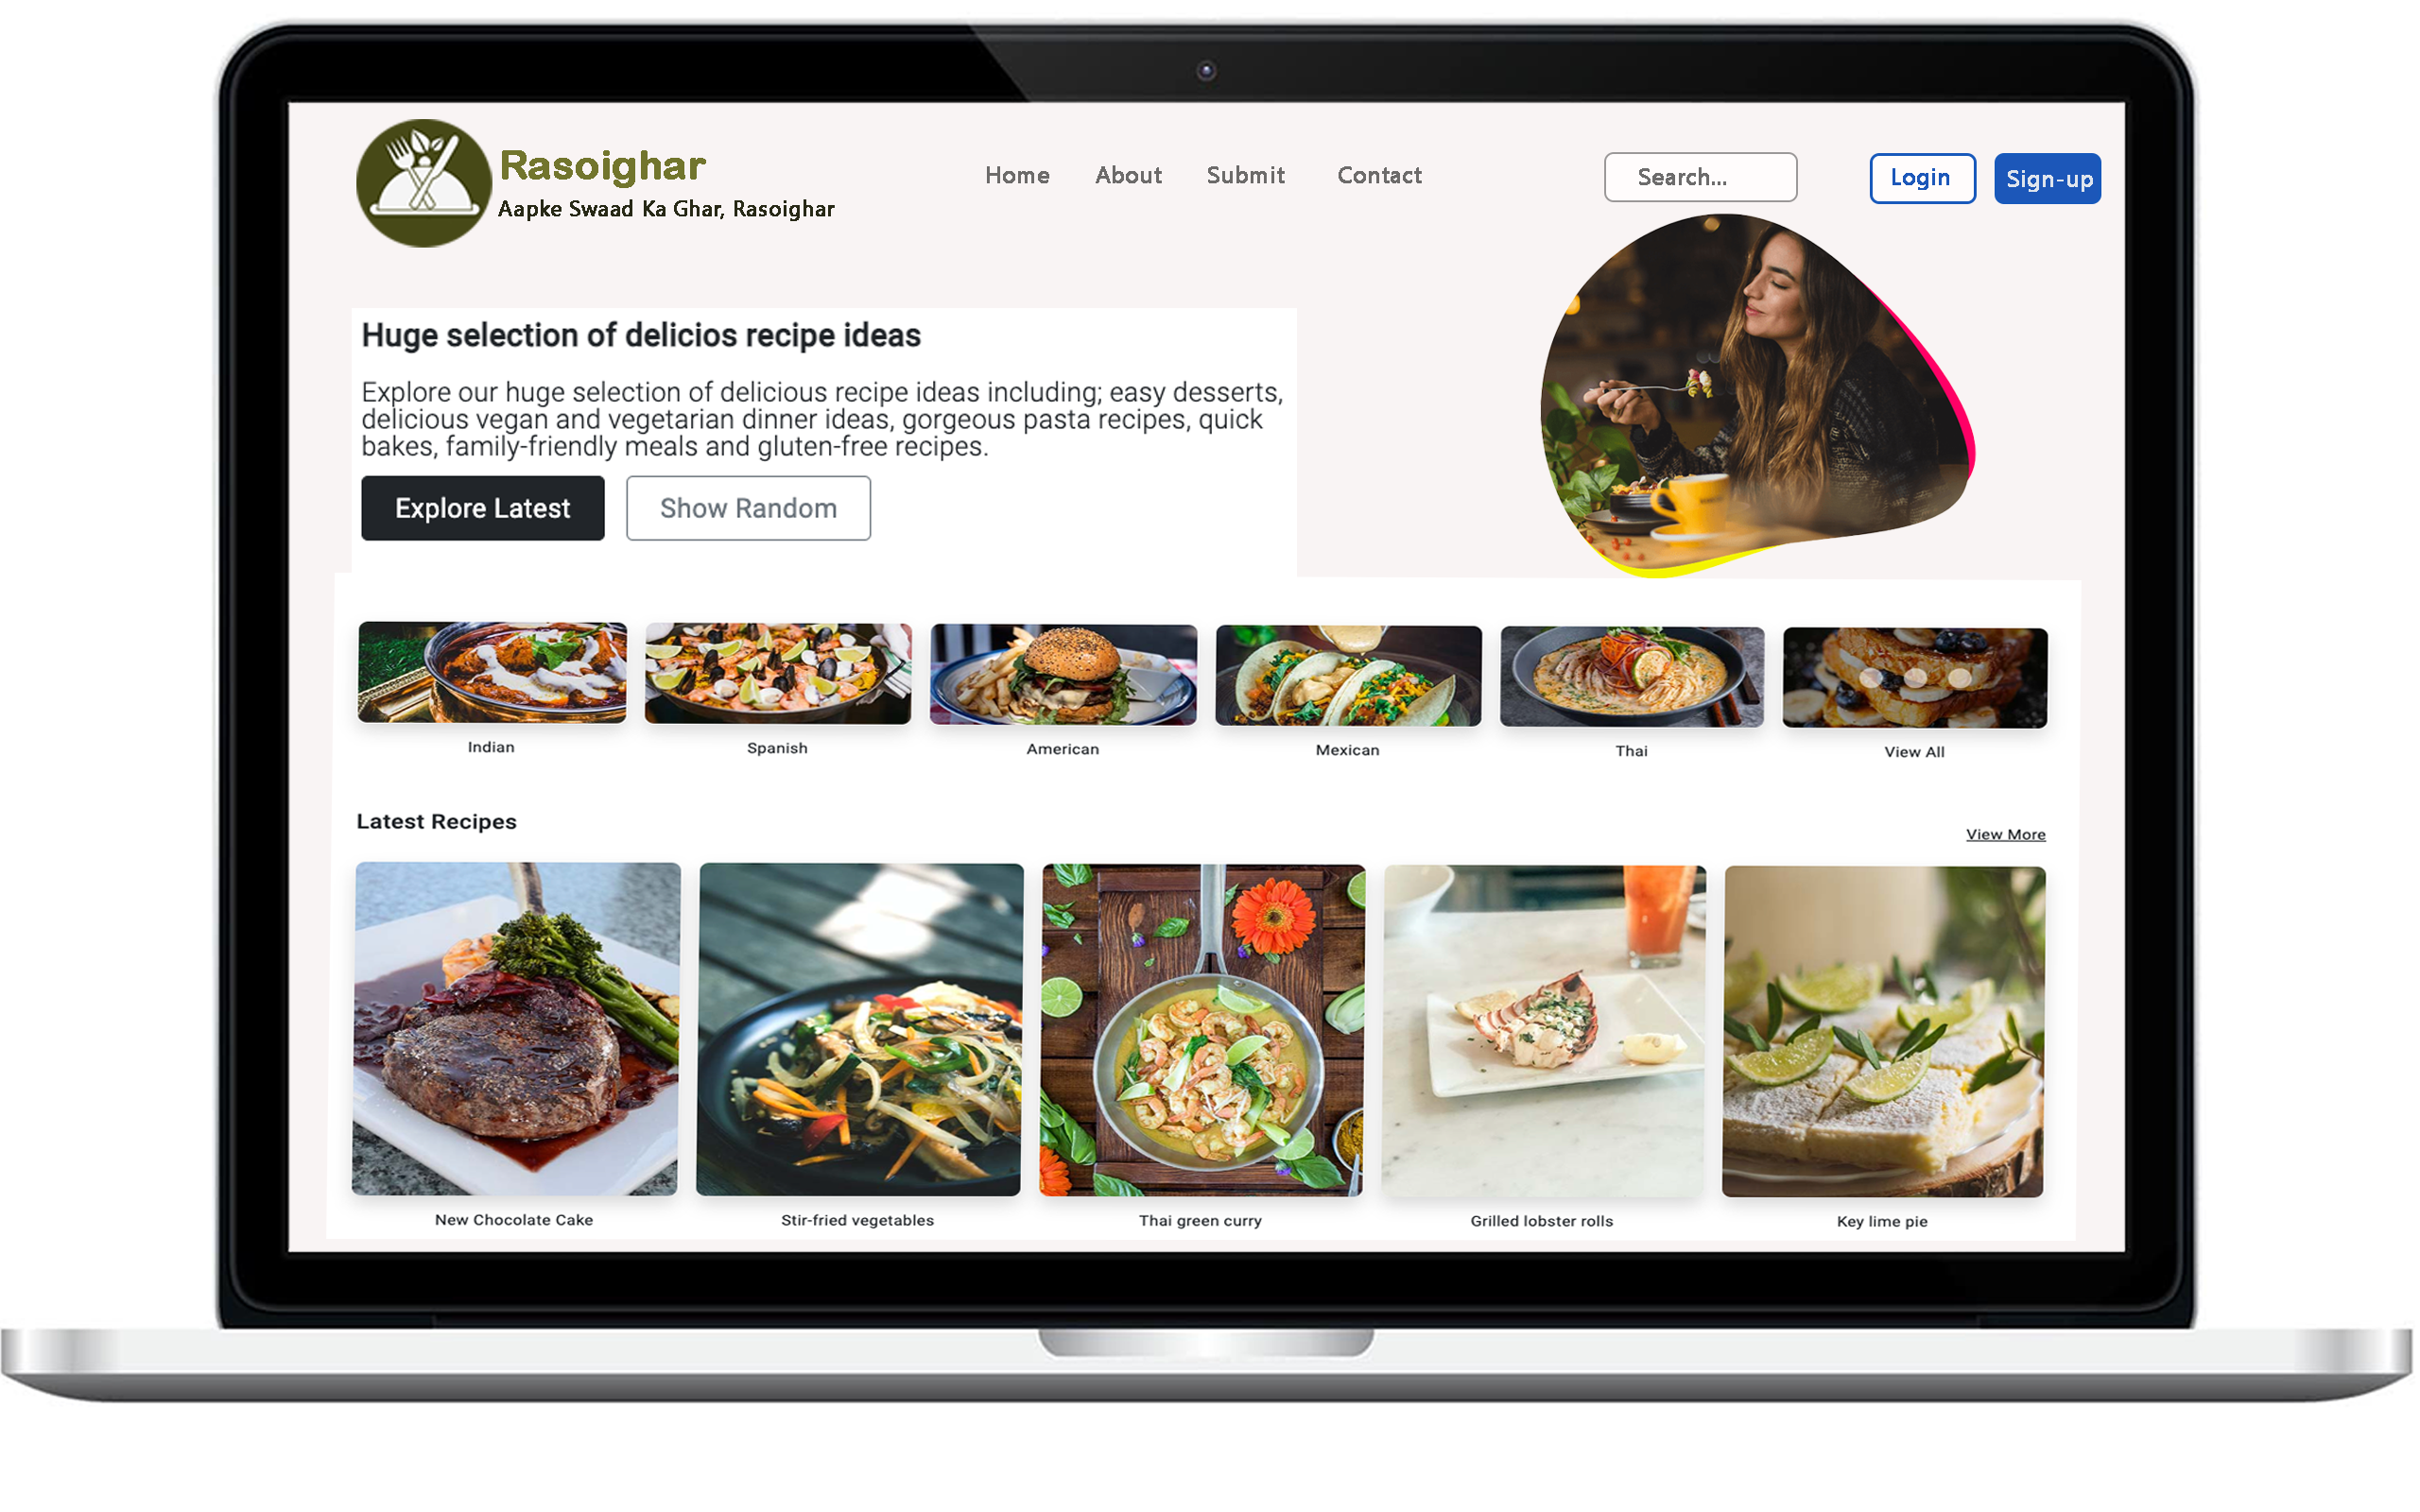 Rasoighar
Aapke Swaad Ka Ghar, Rasoighar
Home
About
Submit
Contact
Search...
Login
Sign-up
Huge selection of delicios recipe ideas
Explore our huge selection of delicious recipe ideas including; easy desserts,
delicious vegan and vegetarian dinner ideas, gorgeous pasta recipes, quick
bakes, family-friendly meals and gluten-free recipes.
Explore Latest
Show Random
Indian
Spanish
American
Mexican
Thai
View All
Latest Recipes
View More
New Chocolate Cake
Stir-fried vegetables
Thai green curry
Grilled lobster rolls
Key lime pie